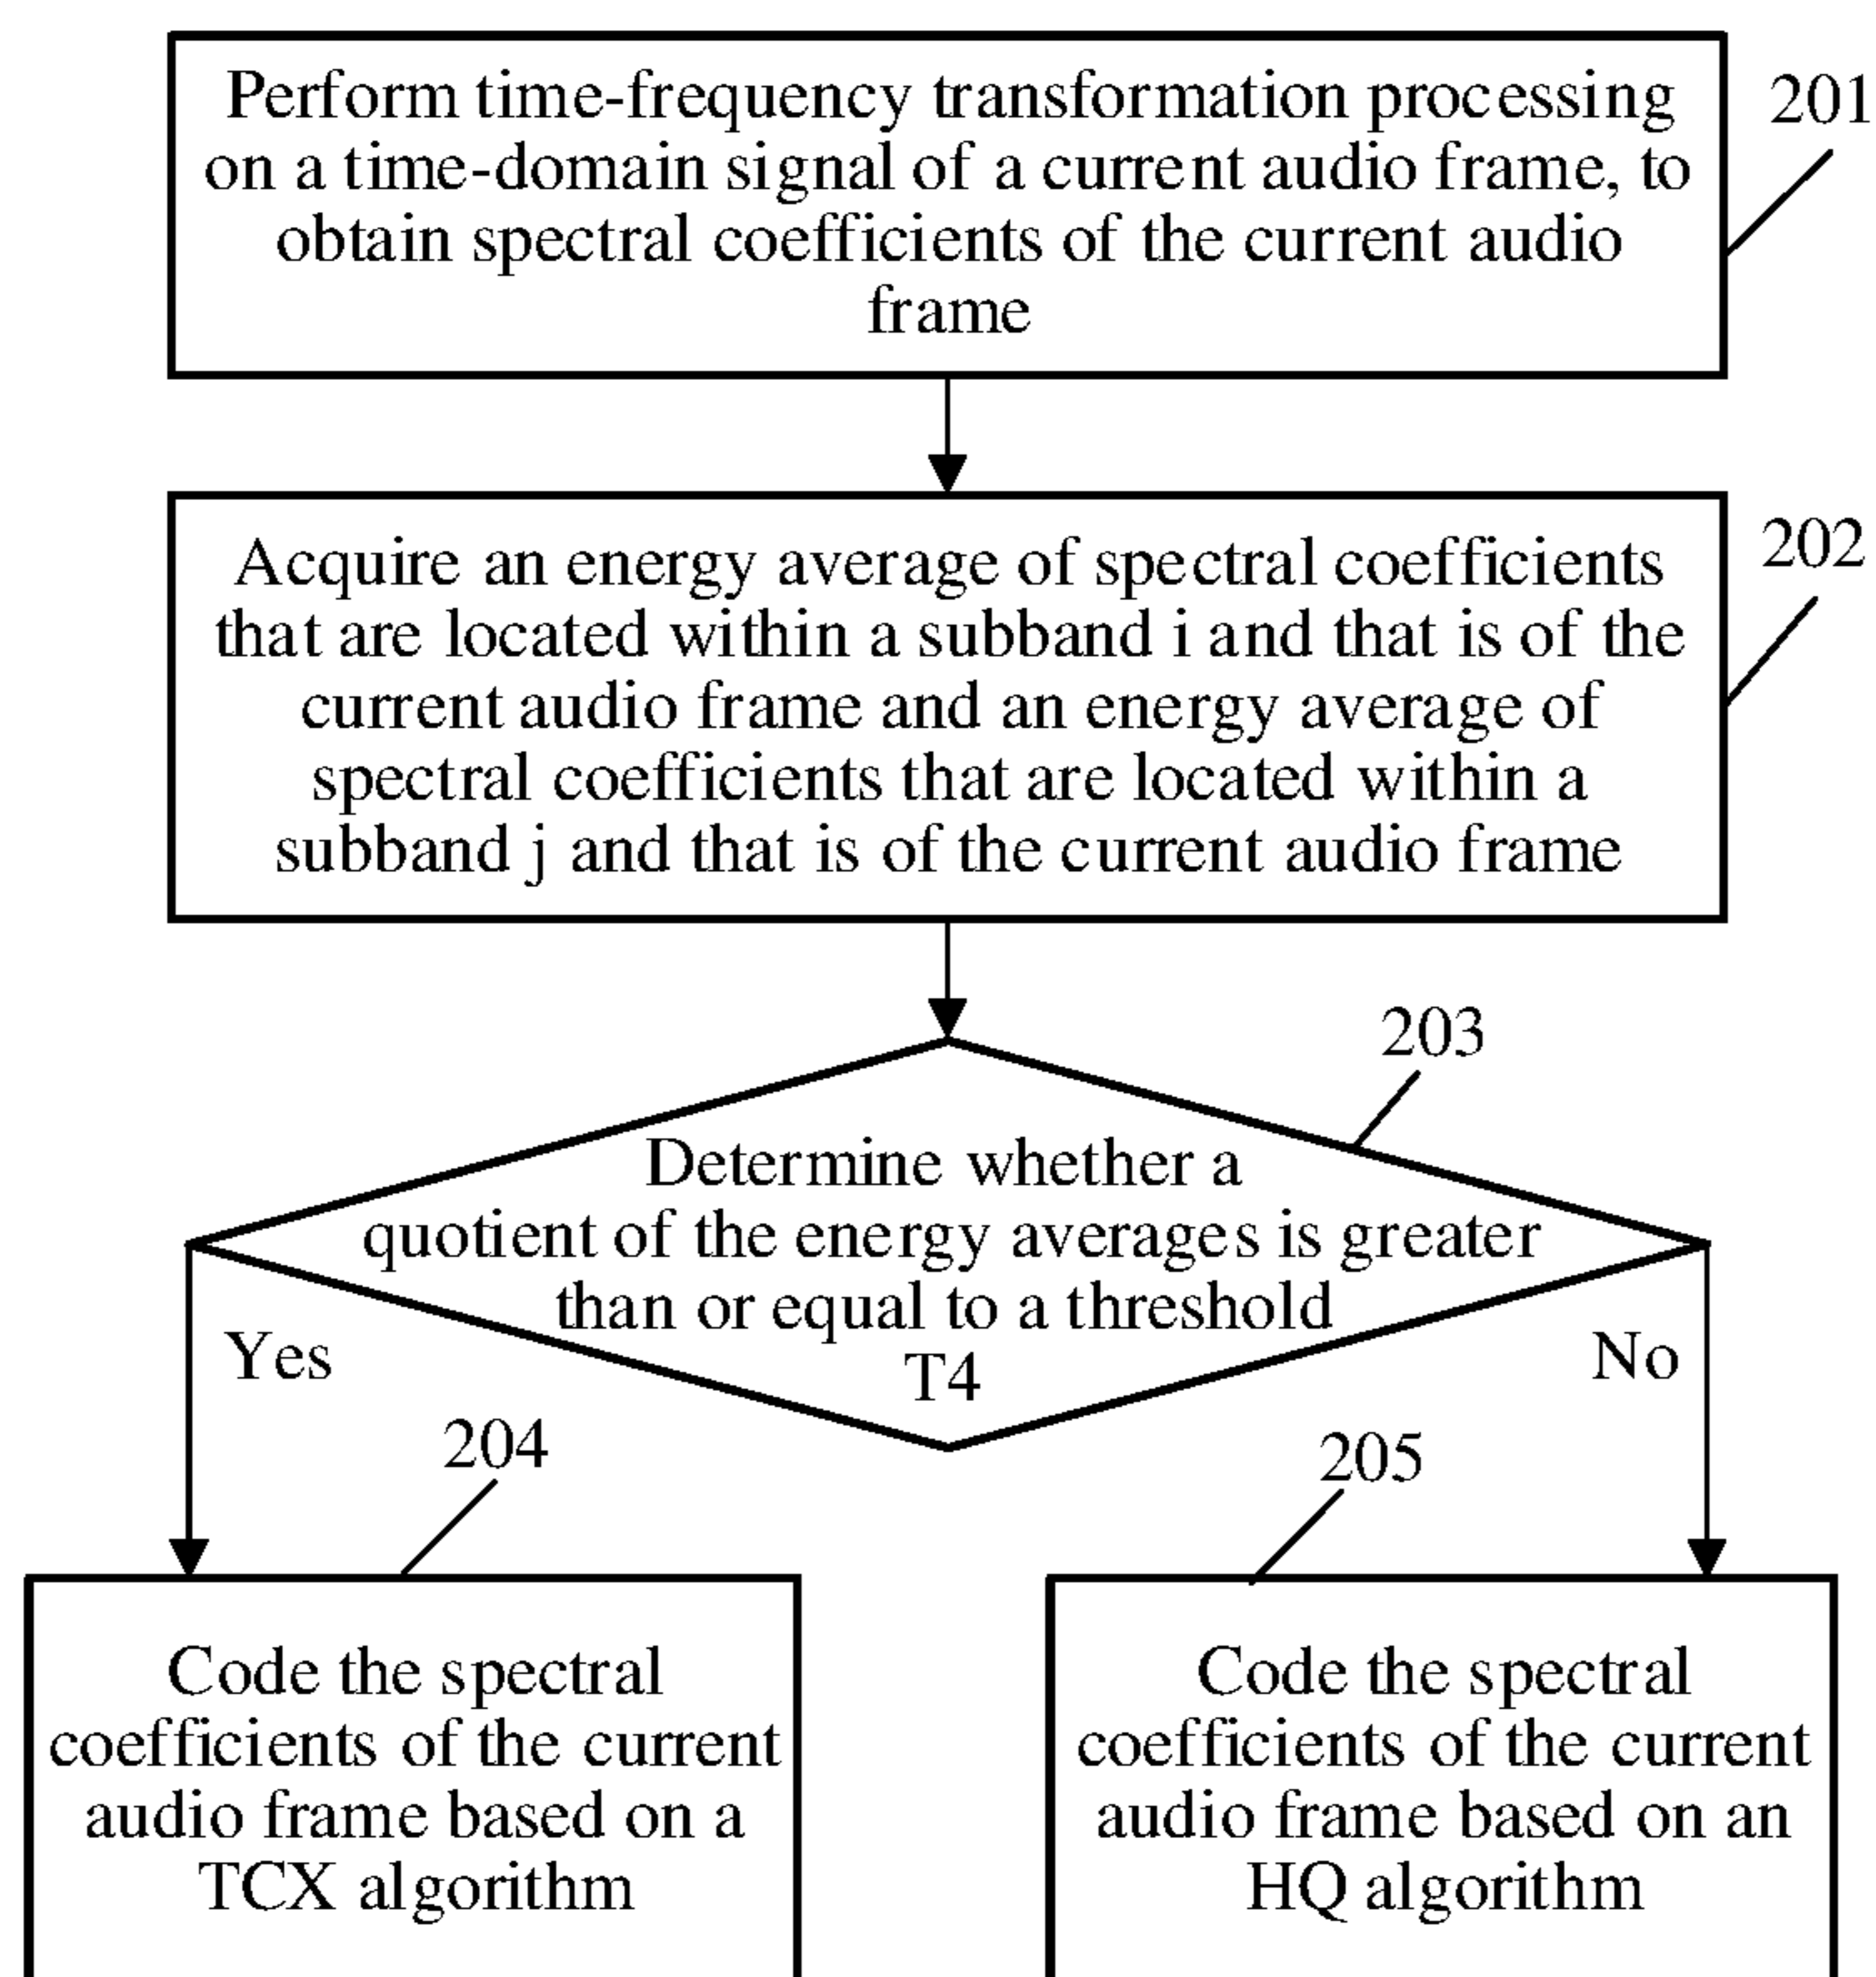 Perform time-frequency transformation processing
on a time-domain signal of a current audio frame, to
obtain spectral coefficients of the current audio
frame
201
Acquire an energy average of spectral coefficients
that are located within a subband i and that is of the
current audio frame and an energy average of
spectral coefficients that are located within a
subband j and that is of the current audio frame
202
203
Determine whether a
quotient of the energy averages is greater
than or equal to a threshold
T4
Yes
No
204
205
Code the spectral
coefficients of the current
audio frame based on a
TCX algorithm
Code the spectral
coefficients of the current
audio frame based on an
HQ algorithm